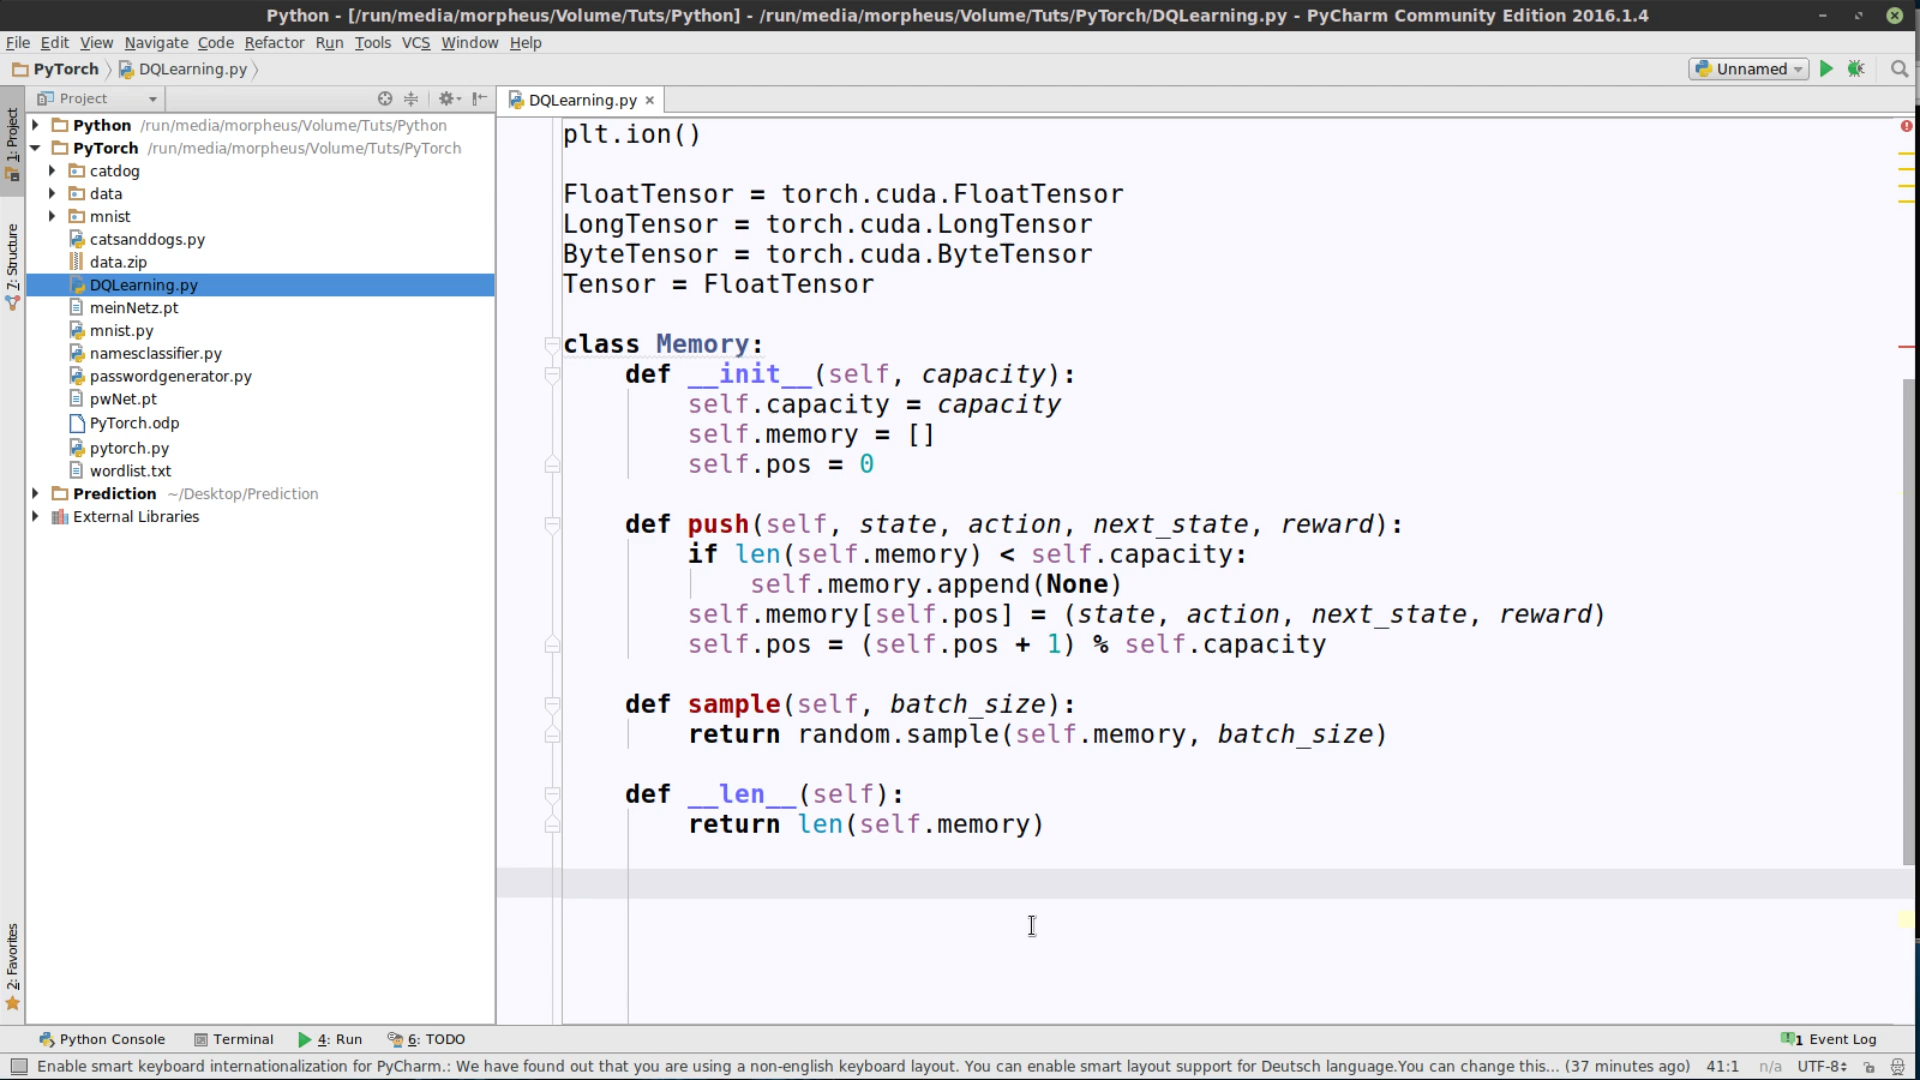 Python - [/run/media/morpheus/Volume/Tuts/Python] - /run/media/morpheus/Volume/Tuts/PyTorch/DQLearning.py - PyCharm Community Edition 2016.1.4
File Edit View Navigate Code Refactor Run Tools VCS Window Help
PyTorch DQLearning.py
Unnamed
Project
DQLearning.py
1: Project
7: Structure
2: Favorites
Python /run/media/morpheus/Volume/Tuts/Python
PyTorch /run/media/morpheus/Volume/Tuts/PyTorch
catdog
data
mnist
catsanddogs.py
data.zip
DQLearning.py
meinNetz.pt
mnist.py
namesclassifier.py
passwordgenerator.py
pwNet.pt
PyTorch.odp
pytorch.py
wordlist.txt
Prediction ~/Desktop/Prediction
External Libraries
plt.ion()
FloatTensor = torch.cuda.FloatTensor
LongTensor = torch.cuda.LongTensor
ByteTensor = torch.cuda.ByteTensor
Tensor = FloatTensor
class Memory:
def __init__(self, capacity):
self.capacity = capacity
self.memory = []
self.pos = 0
def push(self, state, action, next_state, reward):
if len(self.memory) < self.capacity:
self.memory.append(None)
self.memory[self.pos] = (state, action, next_state, reward)
self.pos = (self.pos + 1) % self.capacity
def sample(self, batch_size):
return random.sample(self.memory, batch_size)
def __len__(self):
return len(self.memory)
Python Console Terminal 4: Run 6: TODO
1 Event Log
Enable smart keyboard internationalization for PyCharm.: We have found out that you are using a non-english keyboard layout. You can enable smart layout support for Deutsch language.You can change this... (37 minutes ago) 41:1 n/a UTF-8